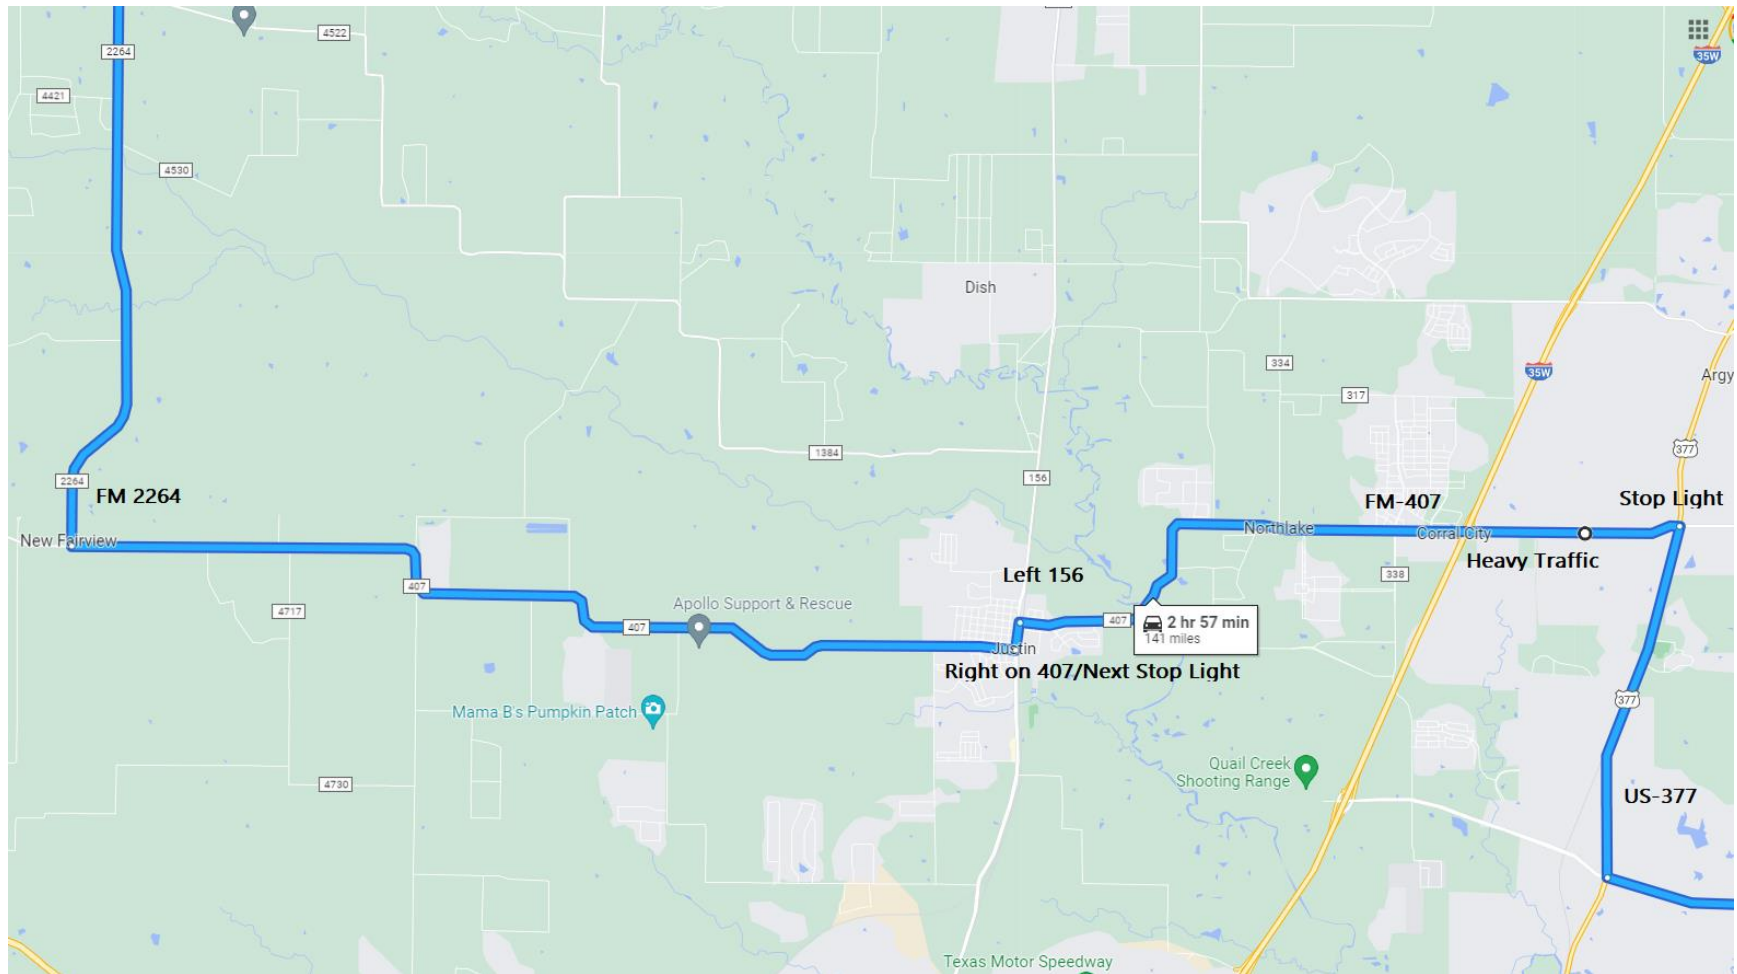 2264
4522
35W
4421
4530
Dish
334
35W
317
Argy
377
1384
156
2264
FM 2264
FM-407
Stop Light
New Fairview
Northlake
Corral City
Heavy Traffic
Left 156
338
407
4717
Apollo Support & Rescue
407
407
2 hr 57 min
141 miles
Justin
Right on 407/Next Stop Light
377
Mama B's Pumpkin Patch
Quail Creek
Shooting Range
4730
US-377
Texas Motor Speedway